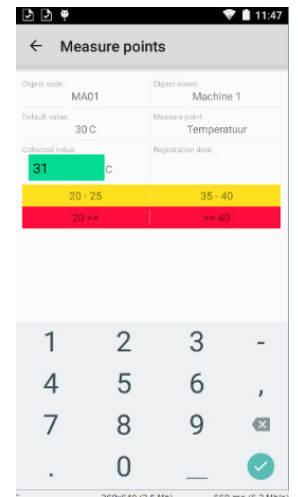 11:47
Measure points
Object code:
MA01
Object name:
Machine 1
Default value:
30 C
Measure point:
Temperatuur
Collected value:
31 C
Registration date:
20 - 25
35 - 40
20 >=
>= 40
1 2 3 -
4 5 6 ,
7 8 9
. 0 _